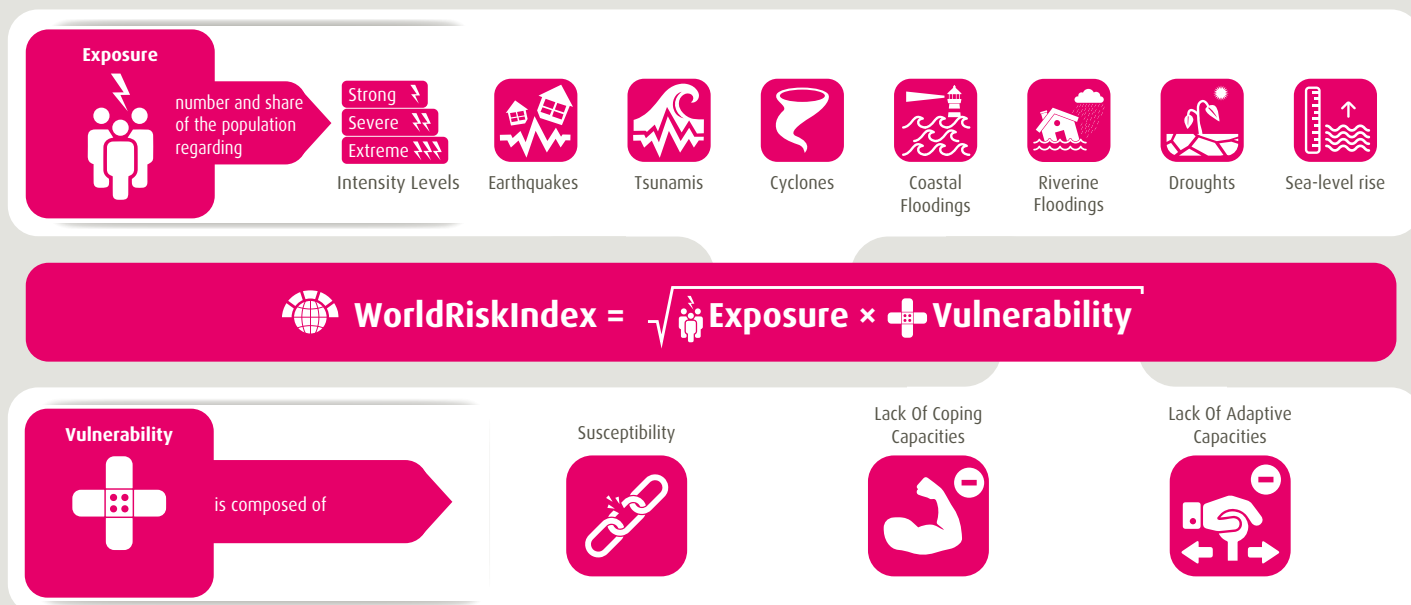 Exposure
number and share
of the population
regarding
Strong
Severe
Extreme
Intensity Levels
Earthquakes
Tsunamis
Cyclones
Coastal
Floodings
Riverine
Floodings
Droughts
Sea-level rise
WorldRiskIndex = √ Exposure × Vulnerability
Vulnerability
is composed of
Susceptibility
Lack Of Coping
Capacities
Lack Of Adaptive
Capacities